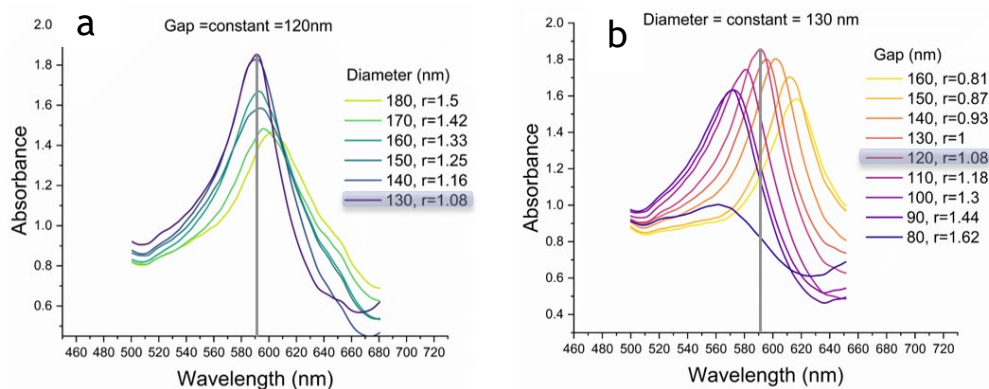 a
Gap =constant =120nm
2.0
1.8
1.6
1.4
1.2
1.0
0.8
0.6
Absorbance
Diameter (nm)
180, r=1.5
170, r=1.42
160, r=1.33
150, r=1.25
140, r=1.16
130, r=1.08
460 480 500 520 540 560 580 600 620 640 660 680 700 720
Wavelength (nm)
b
Diameter = constant = 130 nm
2.0
1.8
1.6
1.4
1.2
1.0
0.8
0.6
0.4
Absorbance
Gap (nm)
160, r=0.81
150, r=0.87
140, r=0.93
130, r=1
120, r=1.08
110, r=1.18
100, r=1.3
90, r=1.44
80, r=1.62
460 480 500 520 540 560 580 600 620 640 660 680 700 720
Wavelength (nm)